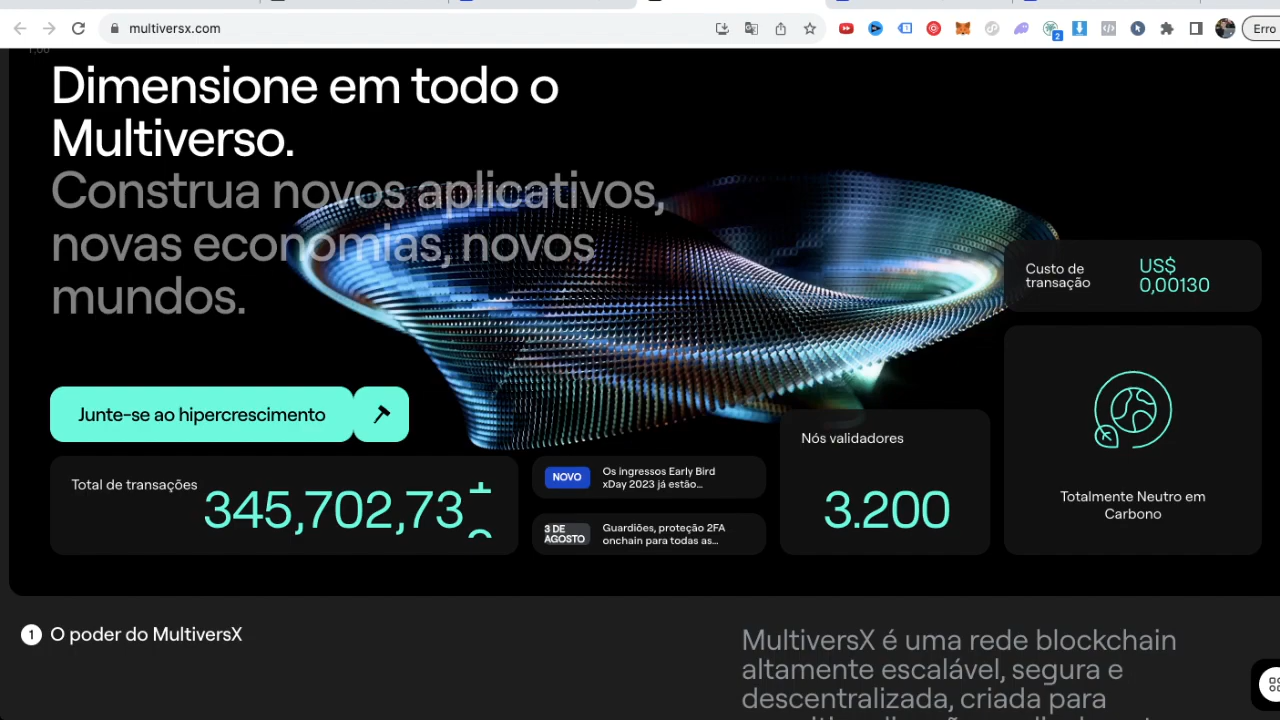 multiversx.com
2
Erro
Dimensione em todo o
Multiverso.
Construa novos aplicativos,
novas economias, novos
mundos.
Custo de
transação
US$
0,00130
Junte-se ao hipercrescimento
Total de transações
345,702,73
NOVO
Os ingressos Early Bird
xDay 2023 já estão...
3 DE
AGOSTO
Guardiões, proteção 2FA
onchain para todas as...
Nós validadores
3.200
Totalmente Neutro em
Carbono
1 O poder do MultiversX
MultiversX é uma rede blockchain
altamente escalável, segura e
descentralizada, criada para